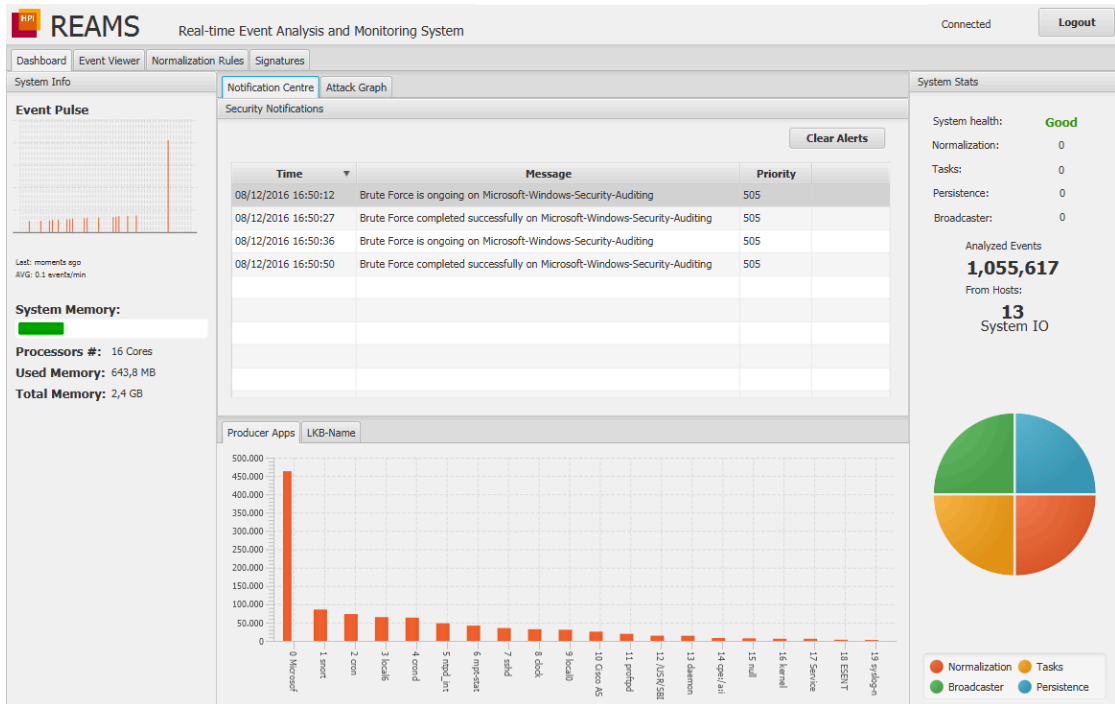 HPI REAMS Real-time Event Analysis and Monitoring System Connected Logout
Dashboard Event Viewer Normalization Rules Signatures
System Info
Event Pulse
Last: moments ago
AVG: 0.1 events/min
System Memory:
Processors #: 16 Cores
Used Memory: 643,8 MB
Total Memory: 2,4 GB
Notification Centre Attack Graph
Security Notifications
Clear Alerts
Time Message Priority
08/12/2016 16:50:12 Brute Force is ongoing on Microsoft-Windows-Security-Auditing 505
08/12/2016 16:50:27 Brute Force completed successfully on Microsoft-Windows-Security-Auditing 505
08/12/2016 16:50:36 Brute Force is ongoing on Microsoft-Windows-Security-Auditing 505
08/12/2016 16:50:50 Brute Force completed successfully on Microsoft-Windows-Security-Auditing 505
Producer Apps LKB-Name
500.000
450.000
400.000
350.000
300.000
250.000
200.000
150.000
100.000
50.000
0
0 Microsof
1 snort
2 cron
3 local6
4 crond
5 ntpd_int
6 mpt-stat
7 sshd
8 clock
9 local0
10 Cisco AS
11 proftpd
12 /USR/SBI
13 daemon
14 cpe:/a:i
15 null
16 kernel
17 Service
18 ESENT
19 syslog-n
System Stats
System health: Good
Normalization: 0
Tasks: 0
Persistence: 0
Broadcaster: 0
Analyzed Events
1,055,617
From Hosts:
13
System IO
Normalization Tasks
Broadcaster Persistence